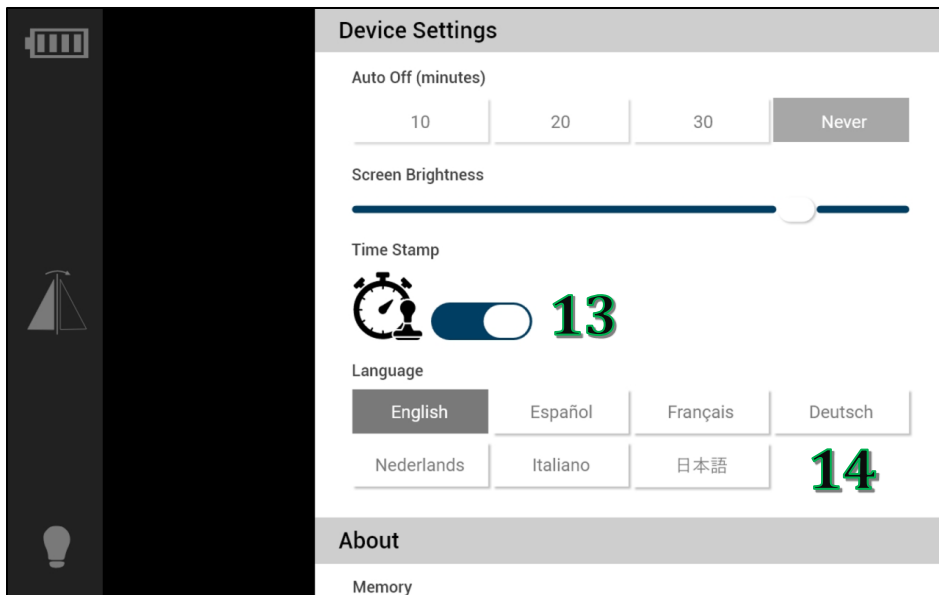 Device Settings
Auto Off (minutes)
10 20 30 Never
Screen Brightness
Time Stamp
13
Language
English Español Français Deutsch
Nederlands Italiano 日本語 14
About
Memory